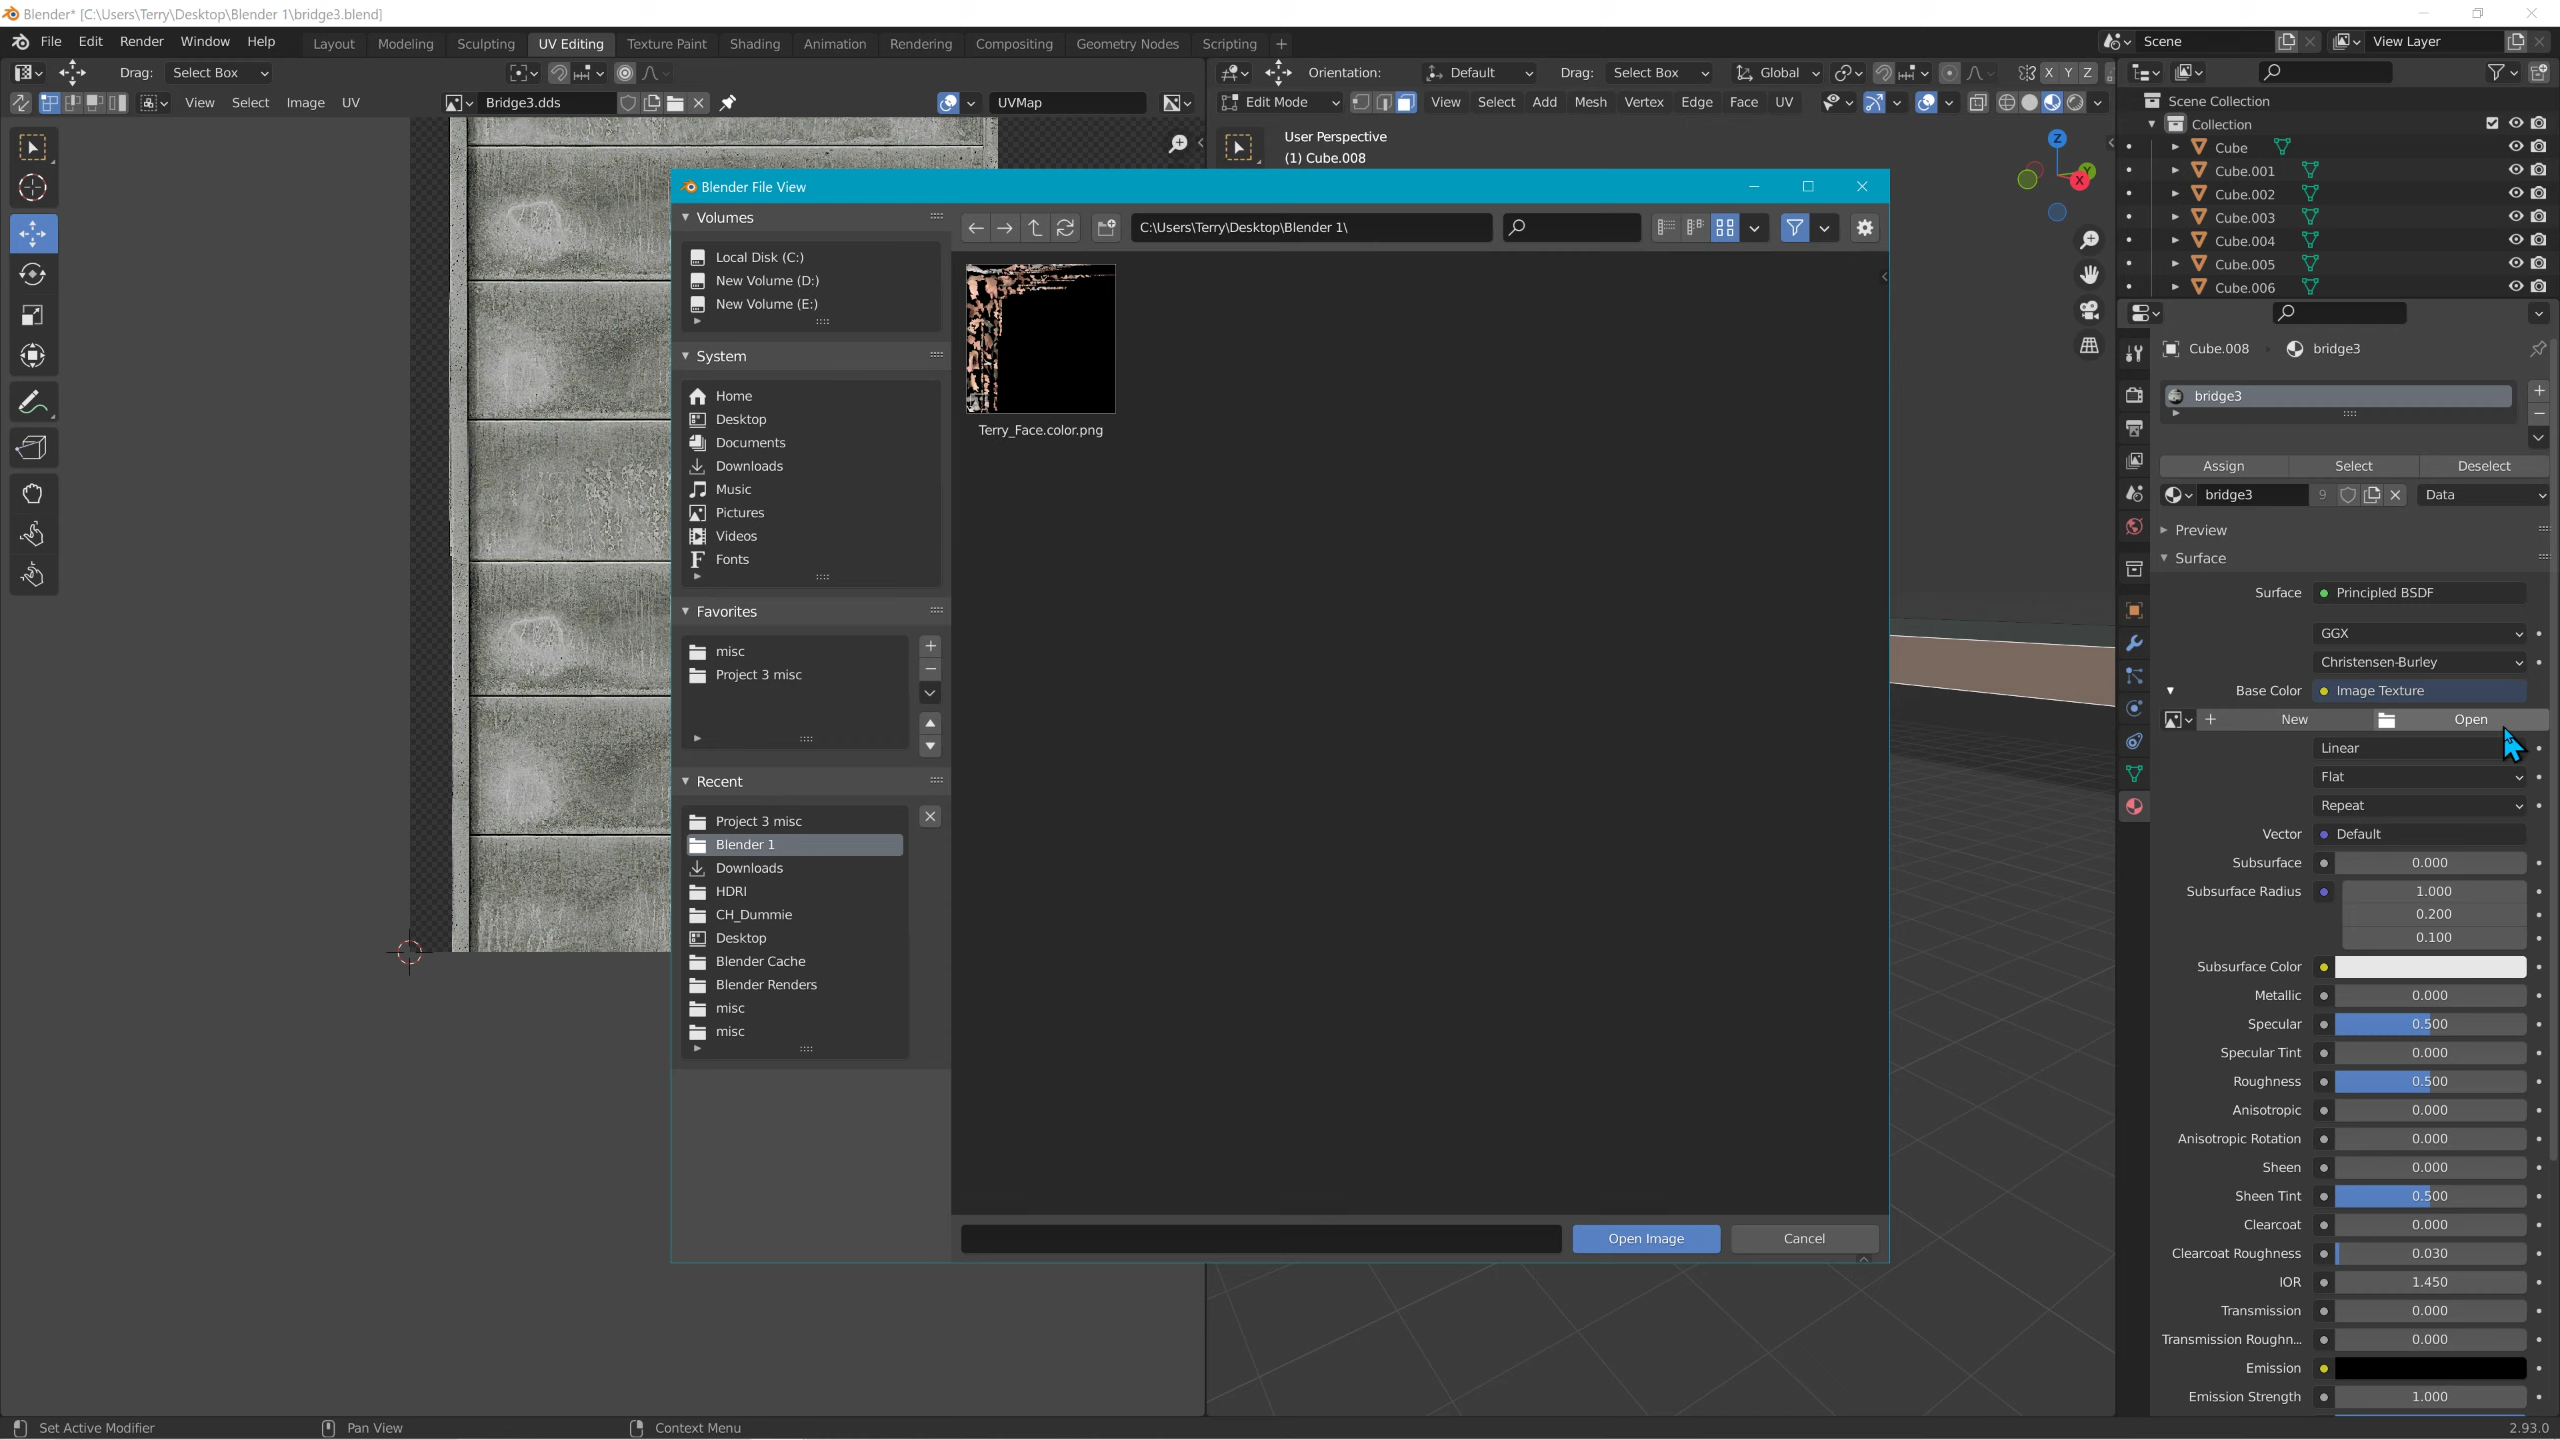 Blender* [C:\Users\Terry\Desktop\Blender 1\bridge3.blend]
File Edit Render Window Help Layout Modeling Sculpting UV Editing Texture Paint Shading Animation Rendering Compositing Geometry Nodes Scripting + Scene View Layer
Drag: Select Box Orientation: Default Drag: Select Box Global X Y Z
View Select Image UV Bridge3.dds UVMap Edit Mode View Select Add Mesh Vertex Edge Face UV
User Perspective
(1) Cube.008
Z
Y
X
Scene Collection
Collection
Cube
Cube.001
Cube.002
Cube.003
Cube.004
Cube.005
Cube.006
Blender File View
Volumes
Local Disk (C:)
New Volume (D:)
New Volume (E:)
System
Home
Desktop
Documents
Downloads
Music
Pictures
Videos
Fonts
Favorites
misc
Project 3 misc
Recent
Project 3 misc
Blender 1
Downloads
HDRI
CH_Dummie
Desktop
Blender Cache
Blender Renders
misc
misc
C:\Users\Terry\Desktop\Blender 1\
Terry_Face.color.png
Open Image Cancel
Cube.008 bridge3
bridge3
Assign Select Deselect
bridge3 9 Data
Preview
Surface
Surface Principled BSDF
GGX
Christensen-Burley
Base Color Image Texture
New Open
Linear
Flat
Repeat
Vector Default
Subsurface 0.000
Subsurface Radius 1.000
0.200
0.100
Subsurface Color
Metallic 0.000
Specular 0.500
Specular Tint 0.000
Roughness 0.500
Anisotropic 0.000
Anisotropic Rotation 0.000
Sheen 0.000
Sheen Tint 0.500
Clearcoat 0.000
Clearcoat Roughness 0.030
IOR 1.450
Transmission 0.000
Transmission Roughn... 0.000
Emission
Emission Strength 1.000
Set Active Modifier Pan View Context Menu 2.93.0